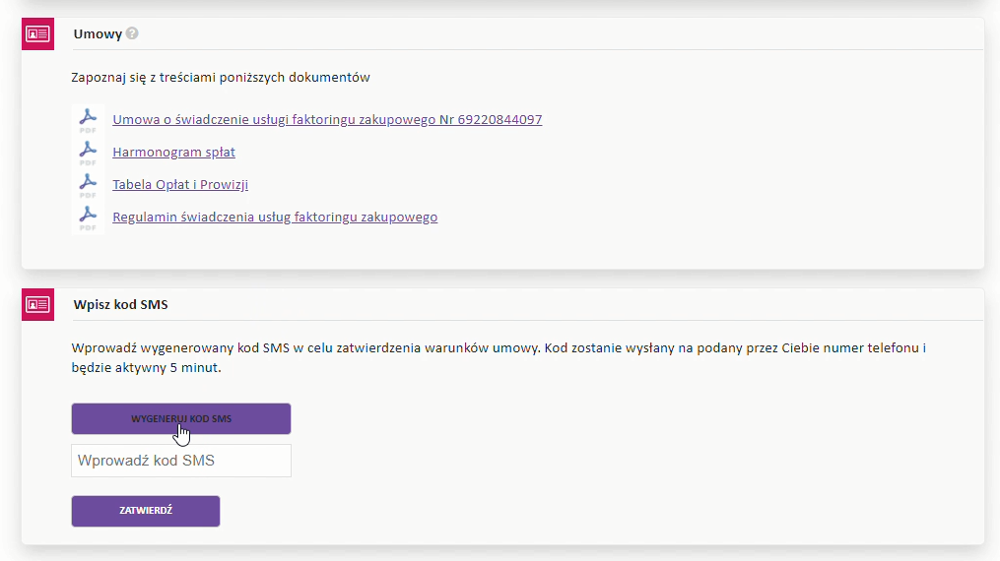 Umowy ?
Zapoznaj się z treściami poniższych dokumentów
PDF Umowa o świadczenie usługi faktoringu zakupowego Nr 69220844097
PDF Harmonogram spłat
PDF Tabela Opłat i Prowizji
PDF Regulamin świadczenia usług faktoringu zakupowego
Wpisz kod SMS
Wprowadź wygenerowany kod SMS w celu zatwierdzenia warunków umowy. Kod zostanie wysłany na podany przez Ciebie numer telefonu i
będzie aktywny 5 minut.
WYGENERUJ KOD SMS
Wprowadź kod SMS
ZATWIERDŹ